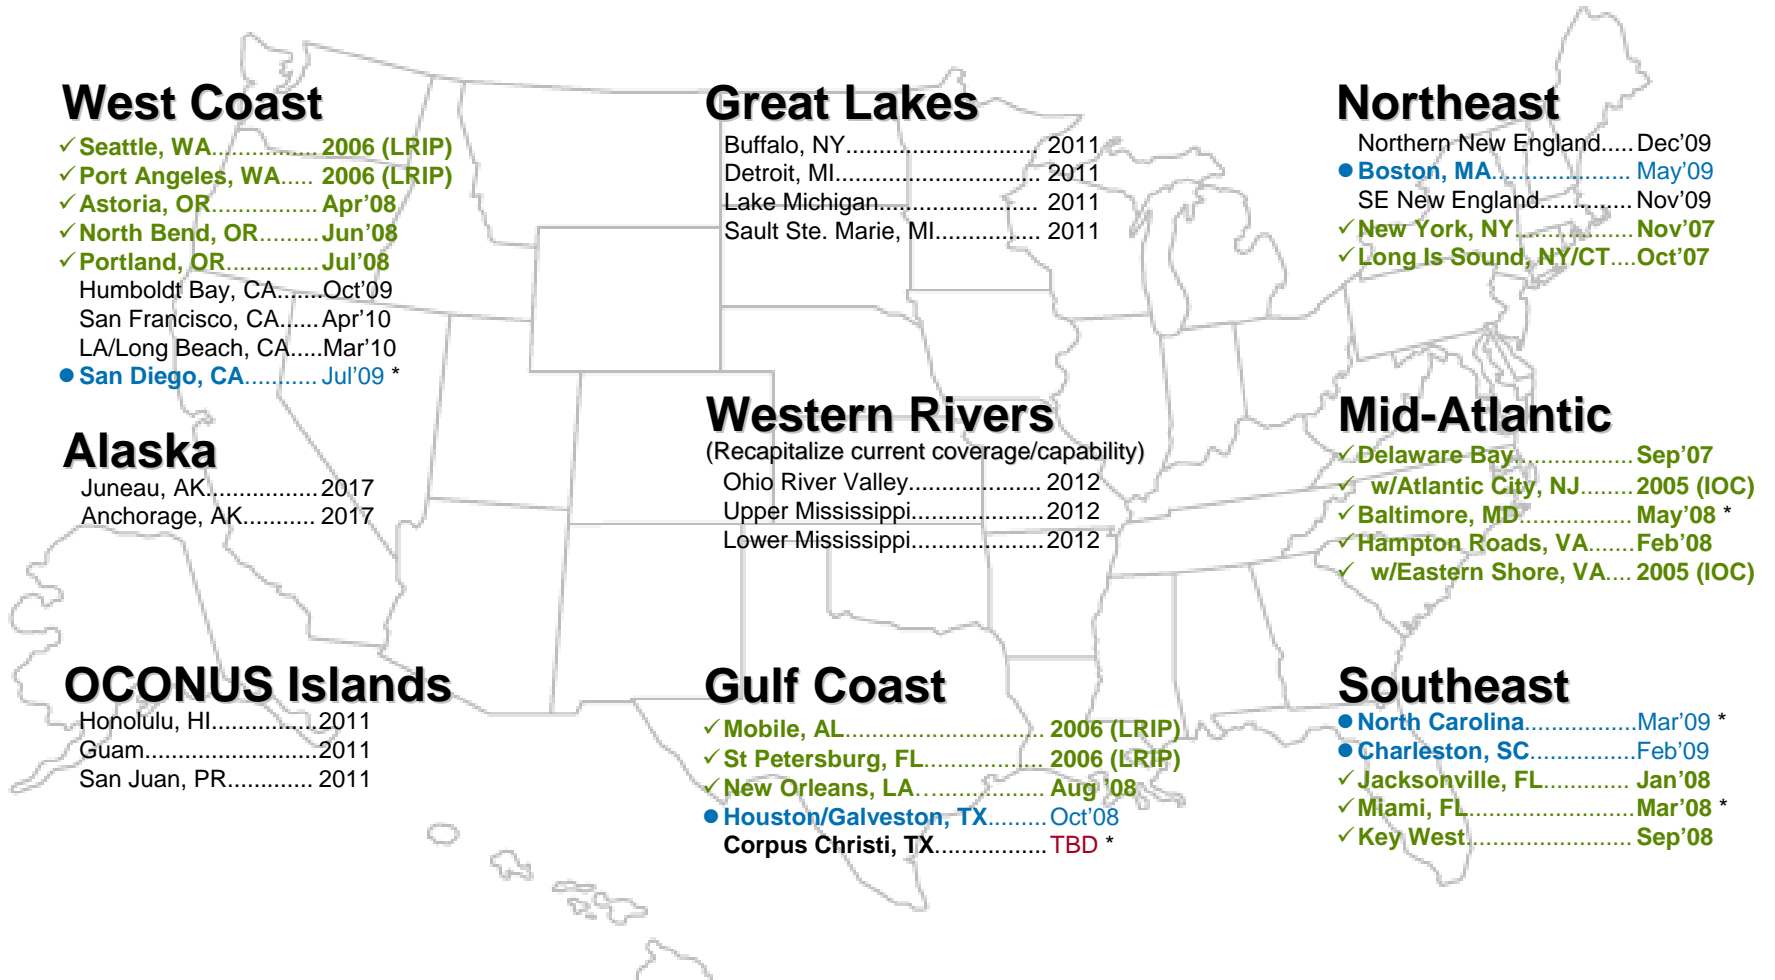 West Coast
✓ Seattle, WA................ 2006 (LRIP)
✓ Port Angeles, WA..... 2006 (LRIP)
✓ Astoria, OR................ Apr'08
✓ North Bend, OR.........Jun'08
✓ Portland, OR..............Jul'08
Humboldt Bay, CA.......Oct'09
San Francisco, CA......Apr'10
LA/Long Beach, CA.....Mar'10
● San Diego, CA........... Jul'09 *
Alaska
Juneau, AK.................2017
Anchorage, AK........... 2017
OCONUS Islands
Honolulu, HI................2011
Guam..........................2011
San Juan, PR............. 2011
Great Lakes
Buffalo, NY............................. 2011
Detroit, MI............................... 2011
Lake Michigan........................ 2011
Sault Ste. Marie, MI................ 2011
Western Rivers
(Recapitalize current coverage/capability)
Ohio River Valley.................... 2012
Upper Mississippi....................2012
Lower Mississippi....................2012
Gulf Coast
✓ Mobile, AL.............................. 2006 (LRIP)
✓ St Petersburg, FL.................. 2006 (LRIP)
✓ New Orleans, LA.................... Aug '08
● Houston/Galveston, TX.........Oct'08
Corpus Christi, TX.................TBD *
Northeast
Northern New England.....Dec'09
● Boston, MA..................... May'09
SE New England..............Nov'09
✓ New York, NY..................Nov'07
✓ Long Is Sound, NY/CT....Oct'07
Mid-Atlantic
✓ Delaware Bay..................Sep'07
✓ w/Atlantic City, NJ........ 2005 (IOC)
✓ Baltimore, MD................. May'08 *
✓ Hampton Roads, VA.......Feb'08
✓ w/Eastern Shore, VA.... 2005 (IOC)
Southeast
● North Carolina.................Mar'09 *
● Charleston, SC................Feb'09
✓ Jacksonville, FL............. Jan'08
✓ Miami, FL.........................Mar'08 *
✓ Key West......................... Sep'08